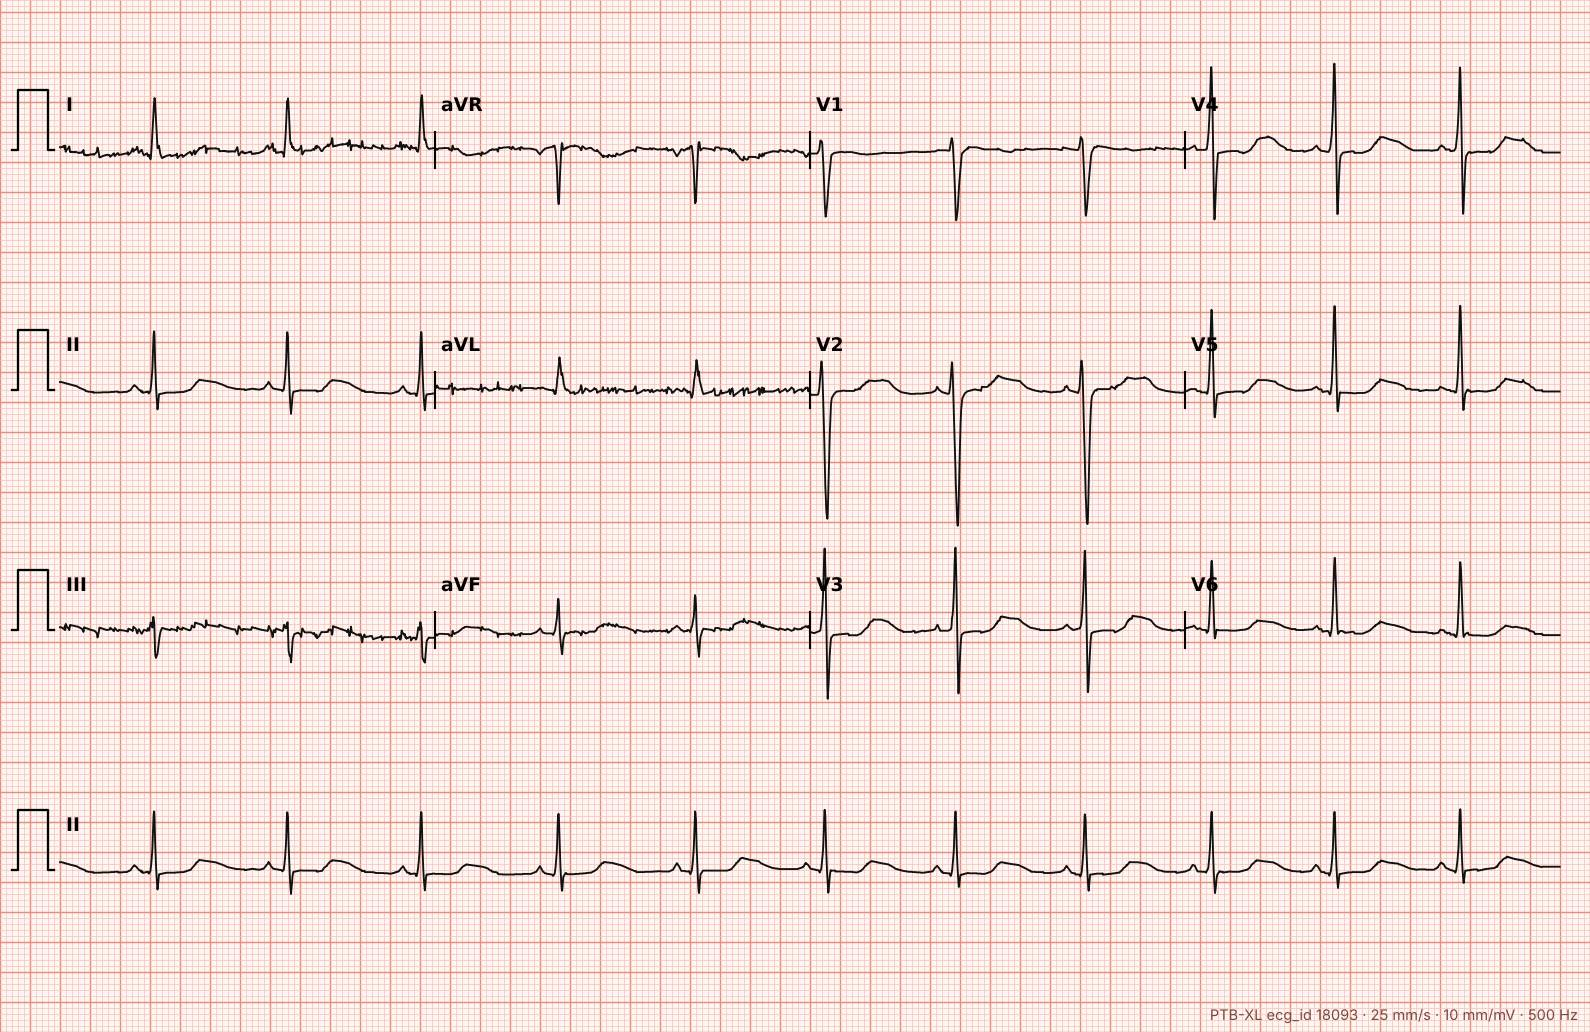 I aVR V1 V4
II aVL V2 V5
III aVF V3 V6
II
PTB-XL ecg_id 18093 · 25 mm/s · 10 mm/mV · 500 Hz